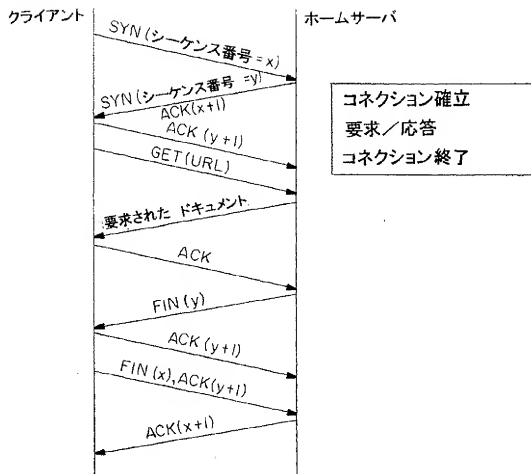 クライアント
ホームサーバ
SYN(シーケンス番号=x)
SYN(シーケンス番号=y)
ACK(x+1)
ACK(y+1)
GET(URL)
要求された ドキュメント
ACK
FIN(y)
ACK(y+1)
FIN(x),ACK(y+1)
ACK(x+1)
コネクション確立
要求/応答
コネクション終了